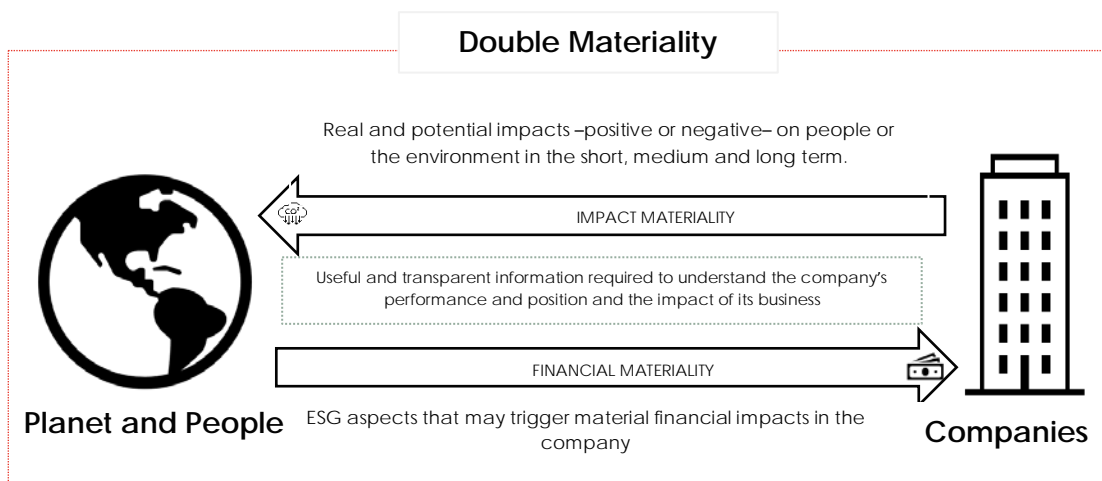 Double Materiality
Real and potential impacts –positive or negative– on people or
the environment in the short, medium and long term.
CO²
IMPACT MATERIALITY
Useful and transparent information required to understand the company's
performance and position and the impact of its business
FINANCIAL MATERIALITY
Planet and People
ESG aspects that may trigger material financial impacts in the
company
Companies